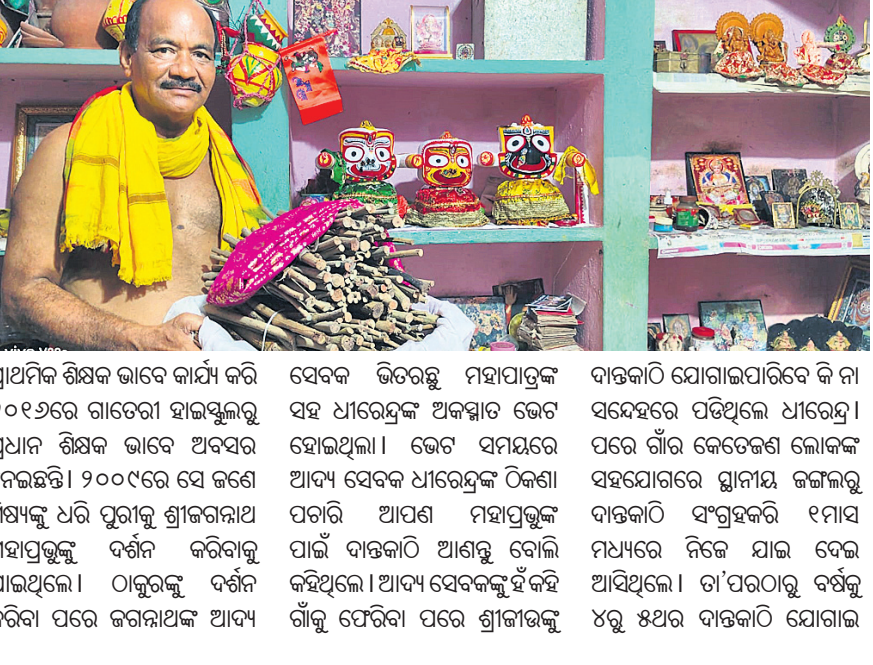 ପ୍ରାଥମିକ ଶିକ୍ଷକ ଭାବେ କାର୍ଯ୍ୟ କରି
୨୦୧୬ରେ ଗାତେରୀ ହାଇସ୍କୁଲରୁ
ପ୍ରଧାନ ଶିକ୍ଷକ ଭାବେ ଅବସର
ନେଇଛନ୍ତି। ୨୦୦୯ରେ ସେ ଜଣେ
ଶିଷ୍ୟଙ୍କୁ ଧରି ପୁରୀକୁ ଶ୍ରୀଜଗନ୍ନାଥ
ମହାପ୍ରଭୁଙ୍କୁ ଦର୍ଶନ କରିବାକୁ
ଯାଇଥିଲେ। ଠାକୁରଙ୍କୁ ଦର୍ଶନ
କରିବା ପରେ ଜଗନ୍ନାଥଙ୍କ ଆଦ୍ୟ
ସେବକ ଭିତରଛୁ ମହାପାତ୍ରଙ୍କ
ସହ ଧୀରେନ୍ଦ୍ରଙ୍କ ଅକସ୍ମାତ ଭେଟ
ହୋଇଥିଲା। ଭେଟ ସମୟରେ
ଆଦ୍ୟ ସେବକ ଧୀରେନ୍ଦ୍ରଙ୍କ ଠିକଣା
ପଚାରି ଆପଣ ମହାପ୍ରଭୁଙ୍କ
ପାଇଁ ଦାନ୍ତକାଠି ଆଣନ୍ତୁ ବୋଲି
କହିଥିଲେ। ଆଦ୍ୟ ସେବକଙ୍କୁ ହଁ କହି
ଗାଁକୁ ଫେରିବା ପରେ ଶ୍ରୀଜୀଉଙ୍କୁ
ଦାନ୍ତକାଠି ଯୋଗାଇପାରିବେ କି ନା
ସନ୍ଦେହରେ ପଡିଥିଲେ ଧୀରେନ୍ଦ୍ର।
ପରେ ଗାଁର କେତେଜଣ ଲୋକଙ୍କ
ସହଯୋଗରେ ସ୍ଥାନୀୟ ଜଙ୍ଗଲରୁ
ଦାନ୍ତକାଠି ସଂଗ୍ରହକରି ୧ମାସ
ମଧ୍ୟରେ ନିଜେ ଯାଇ ଦେଇ
ଆସିଥିଲେ। ତା'ପରଠାରୁ ବର୍ଷକୁ
୪ରୁ ୫ଥର ଦାନ୍ତକାଠି ଯୋଗାଇ